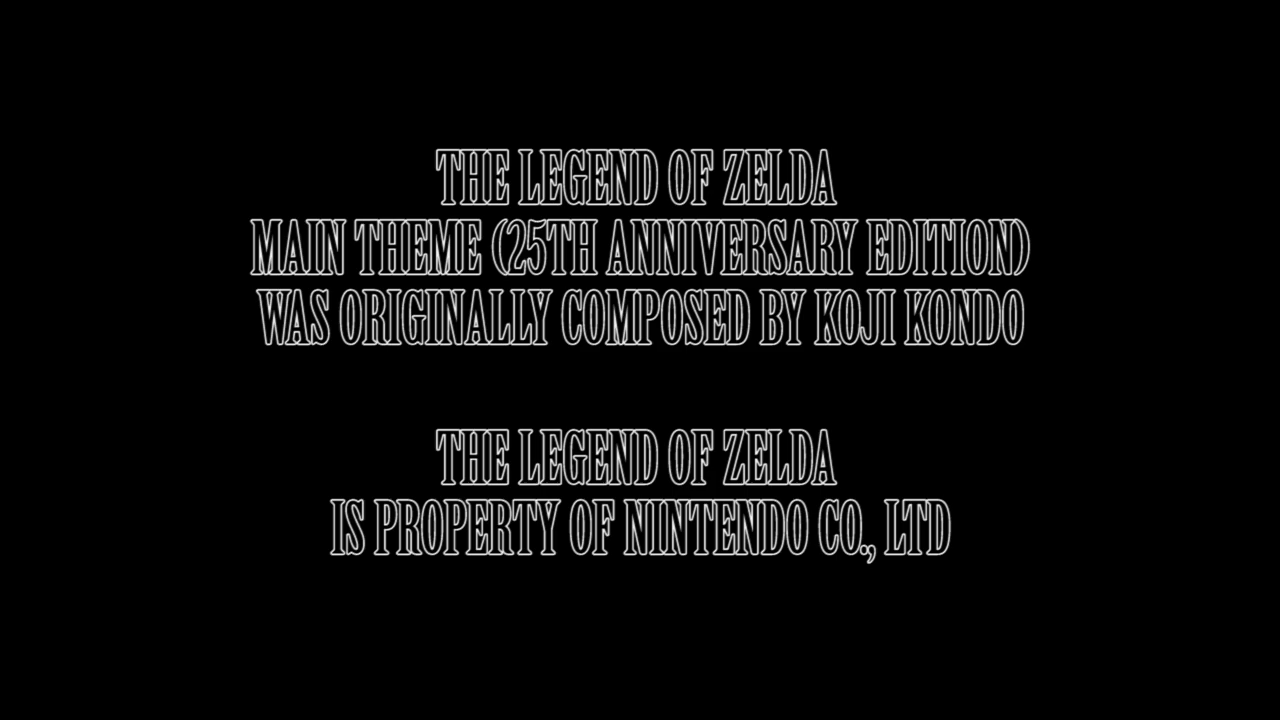 THE LEGEND OF ZELDA
MAIN THEME (25TH ANNIVERSARY EDITION)
WAS ORIGINALLY COMPOSED BY KOJI KONDO
THE LEGEND OF ZELDA
IS PROPERTY OF NINTENDO CO., LTD